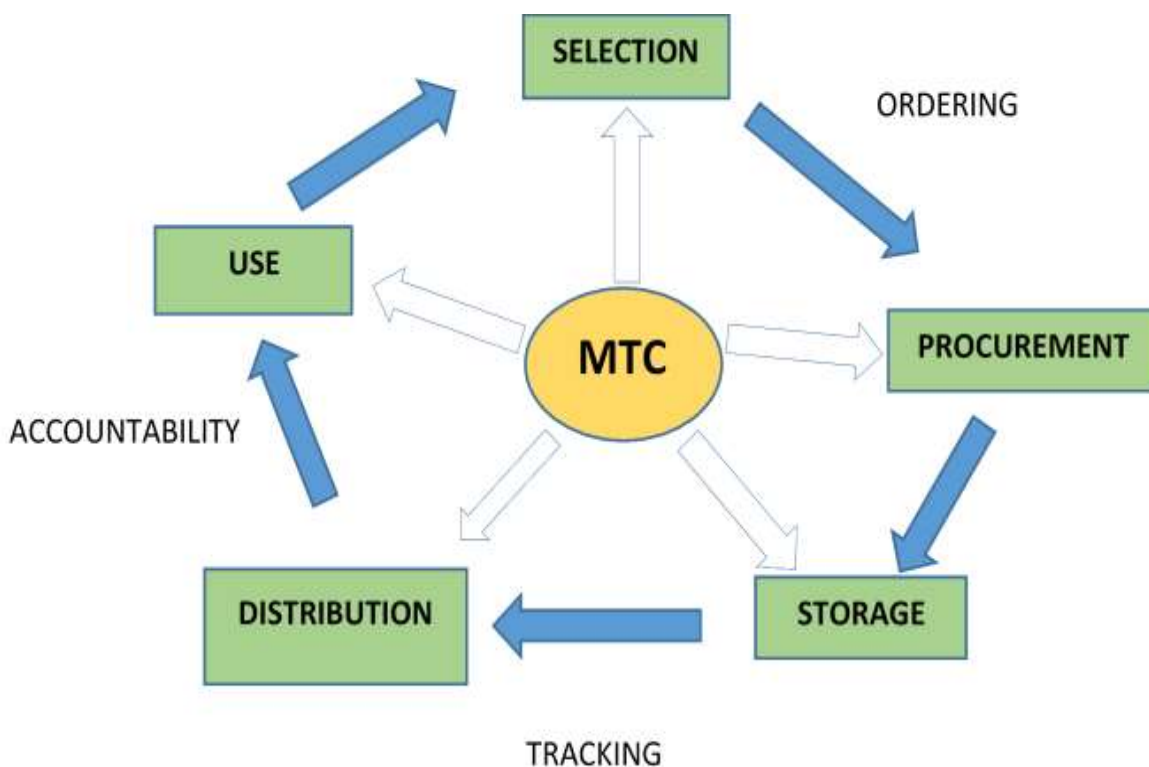 SELECTION
ORDERING
USE
MTC
PROCUREMENT
ACCOUNTABILITY
DISTRIBUTION
STORAGE
TRACKING